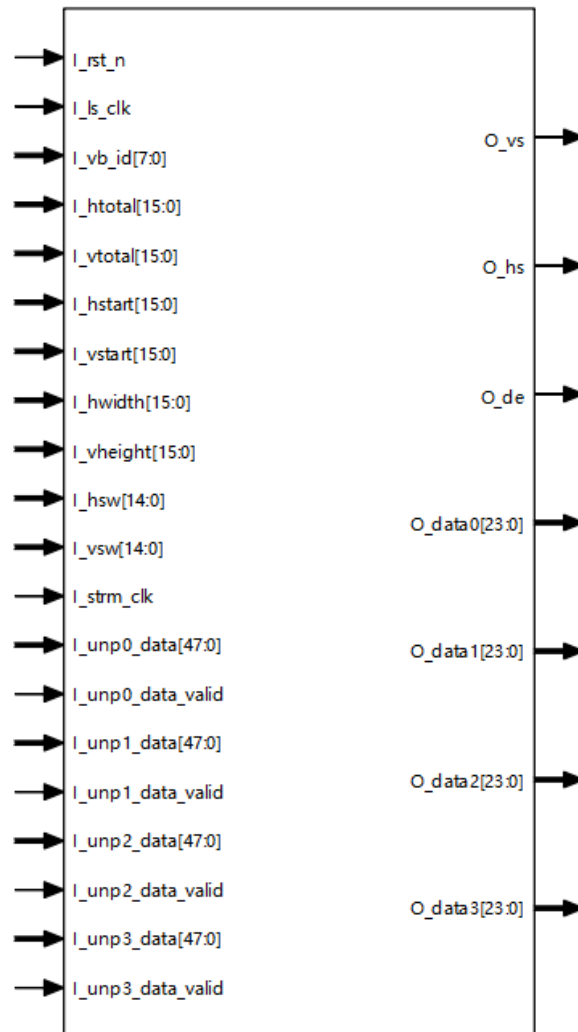 I_rst_n
I_ls_clk
I_vb_id[7:0]
I_htotal[15:0]
I_vtotal[15:0]
I_hstart[15:0]
I_vstart[15:0]
I_hwidth[15:0]
I_vheight[15:0]
I_hsw[14:0]
I_vsw[14:0]
I_strm_clk
I_unp0_data[47:0]
I_unp0_data_valid
I_unp1_data[47:0]
I_unp1_data_valid
I_unp2_data[47:0]
I_unp2_data_valid
I_unp3_data[47:0]
I_unp3_data_valid
O_vs
O_hs
O_de
O_data0[23:0]
O_data1[23:0]
O_data2[23:0]
O_data3[23:0]